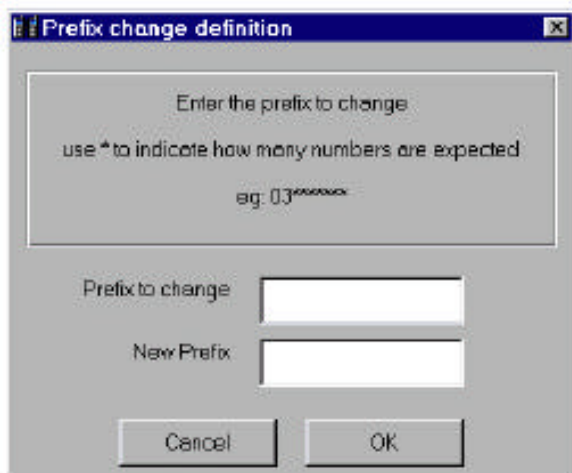 Prefix change definition
Enter the prefix to change
use * to indicate how many numbers are expected
eg: 03*******
Prefix to change
New Prefix
Cancel
OK